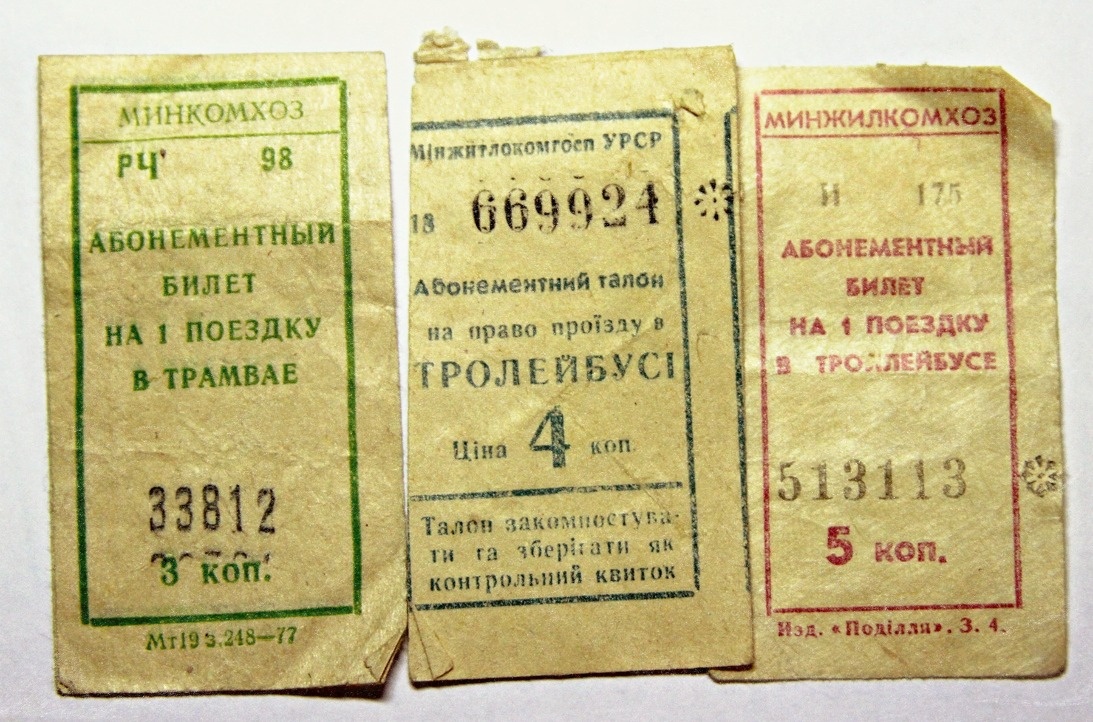 МИНКОМХОЗ
РЧ 98
АБОНЕМЕНТНЫЙ
БИЛЕТ
НА 1 ПОЕЗДКУ
В ТРАМВАЕ
33812
3 коп.
Мт19 з.248—77
Мінжитлокомгосп УРСР
18 669924
Абонементний талон
на право проїзду в
ТРОЛЕЙБУСІ
Ціна 4 коп.
Талон закомпостува-
ти та зберігати як
контрольний квиток
МИНЖИЛКОМХОЗ
И 175
АБОНЕМЕНТНЫЙ
БИЛЕТ
НА 1 ПОЕЗДКУ
В ТРОЛЛЕЙБУСЕ
513113
5 коп.
Изд. «Поділля». З. 4.